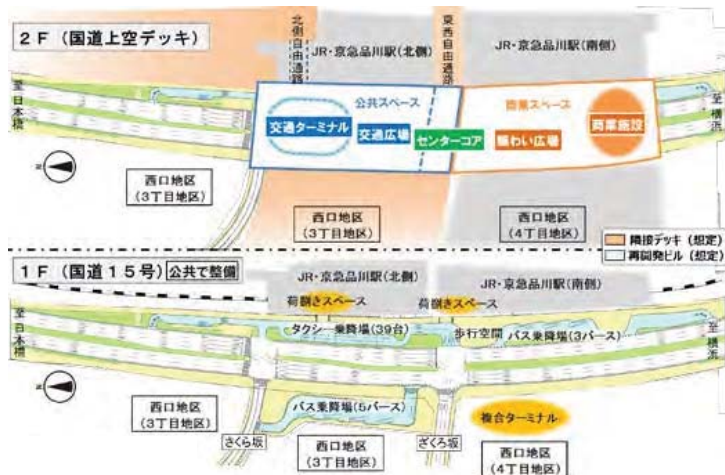 2F(国道上空デッキ)
北側自由通路
東西自由通路
JR・京急品川駅(北側)
JR・京急品川駅(南側)
至日本橋
至横浜
公共スペース
商業スペース
交通ターミナル
交通広場
センターコア
賑わい広場
商業施設
N
西口地区
(3丁目地区)
西口地区
(3丁目地区)
西口地区
(4丁目地区)
隣接デッキ(想定)
再開発ビル(想定)
1F(国道15号)
公共で整備
JR・京急品川駅(北側)
JR・京急品川駅(南側)
荷捌きスペース
荷捌きスペース
至日本橋
至横浜
タクシー乗降場(39台)
歩行空間
バス乗降場(3バース)
N
西口地区
(3丁目地区)
バス乗降場(5バース)
複合ターミナル
さくら坂
西口地区
(3丁目地区)
ざくろ坂
西口地区
(4丁目地区)